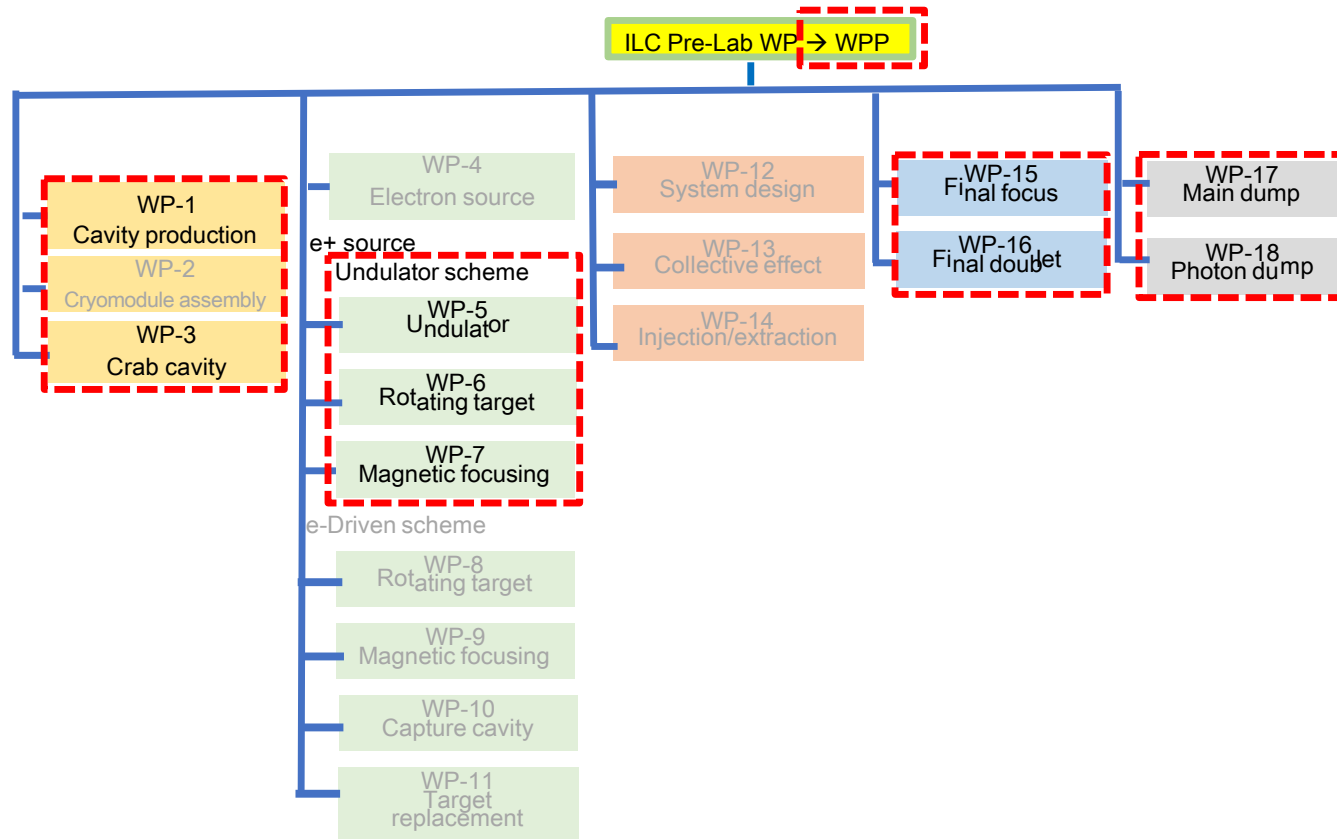 ILC Pre-Lab WP → WPP
WP-1
Cavity production
WP-2
Cryomodule assembly
WP-3
Crab cavity
WP-4
Electron source
e+ source
Undulator scheme
WP-5
Undulator
WP-6
Rotating target
WP-7
Magnetic focusing
e-Driven scheme
WP-8
Rotating target
WP-9
Magnetic focusing
WP-10
Capture cavity
WP-11
Target
replacement
WP-12
System design
WP-13
Collective effect
WP-14
Injection/extraction
WP-15
Final focus
WP-16
Final doublet
WP-17
Main dump
WP-18
Photon dump